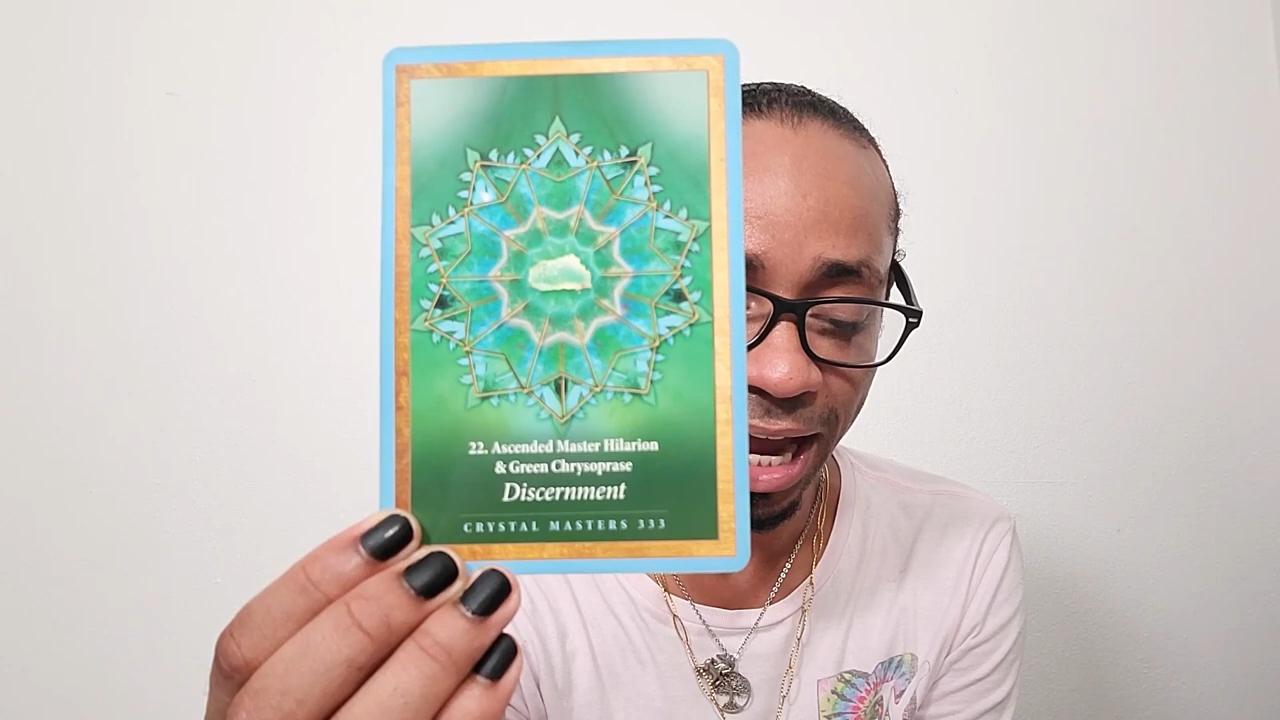 22. Ascended Master Hilarion
& Green Chrysoprase
Discernment
CRYSTAL MASTERS 333